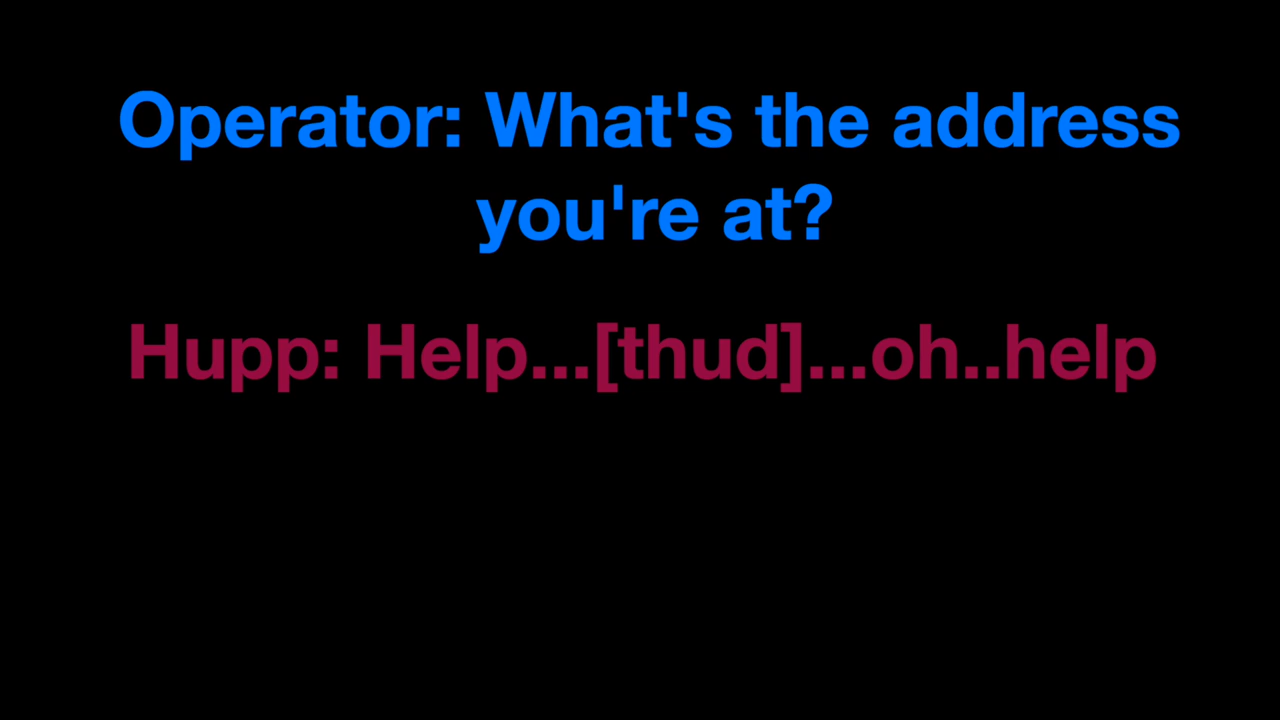 Operator: What's the address
you're at?
Hupp: Help...[thud]...oh..help